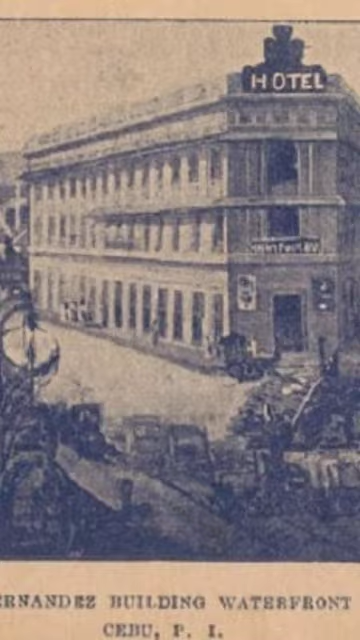 HOTEL
ERNANDEZ BUILDING WATERFRONT
CEBU, P. I.